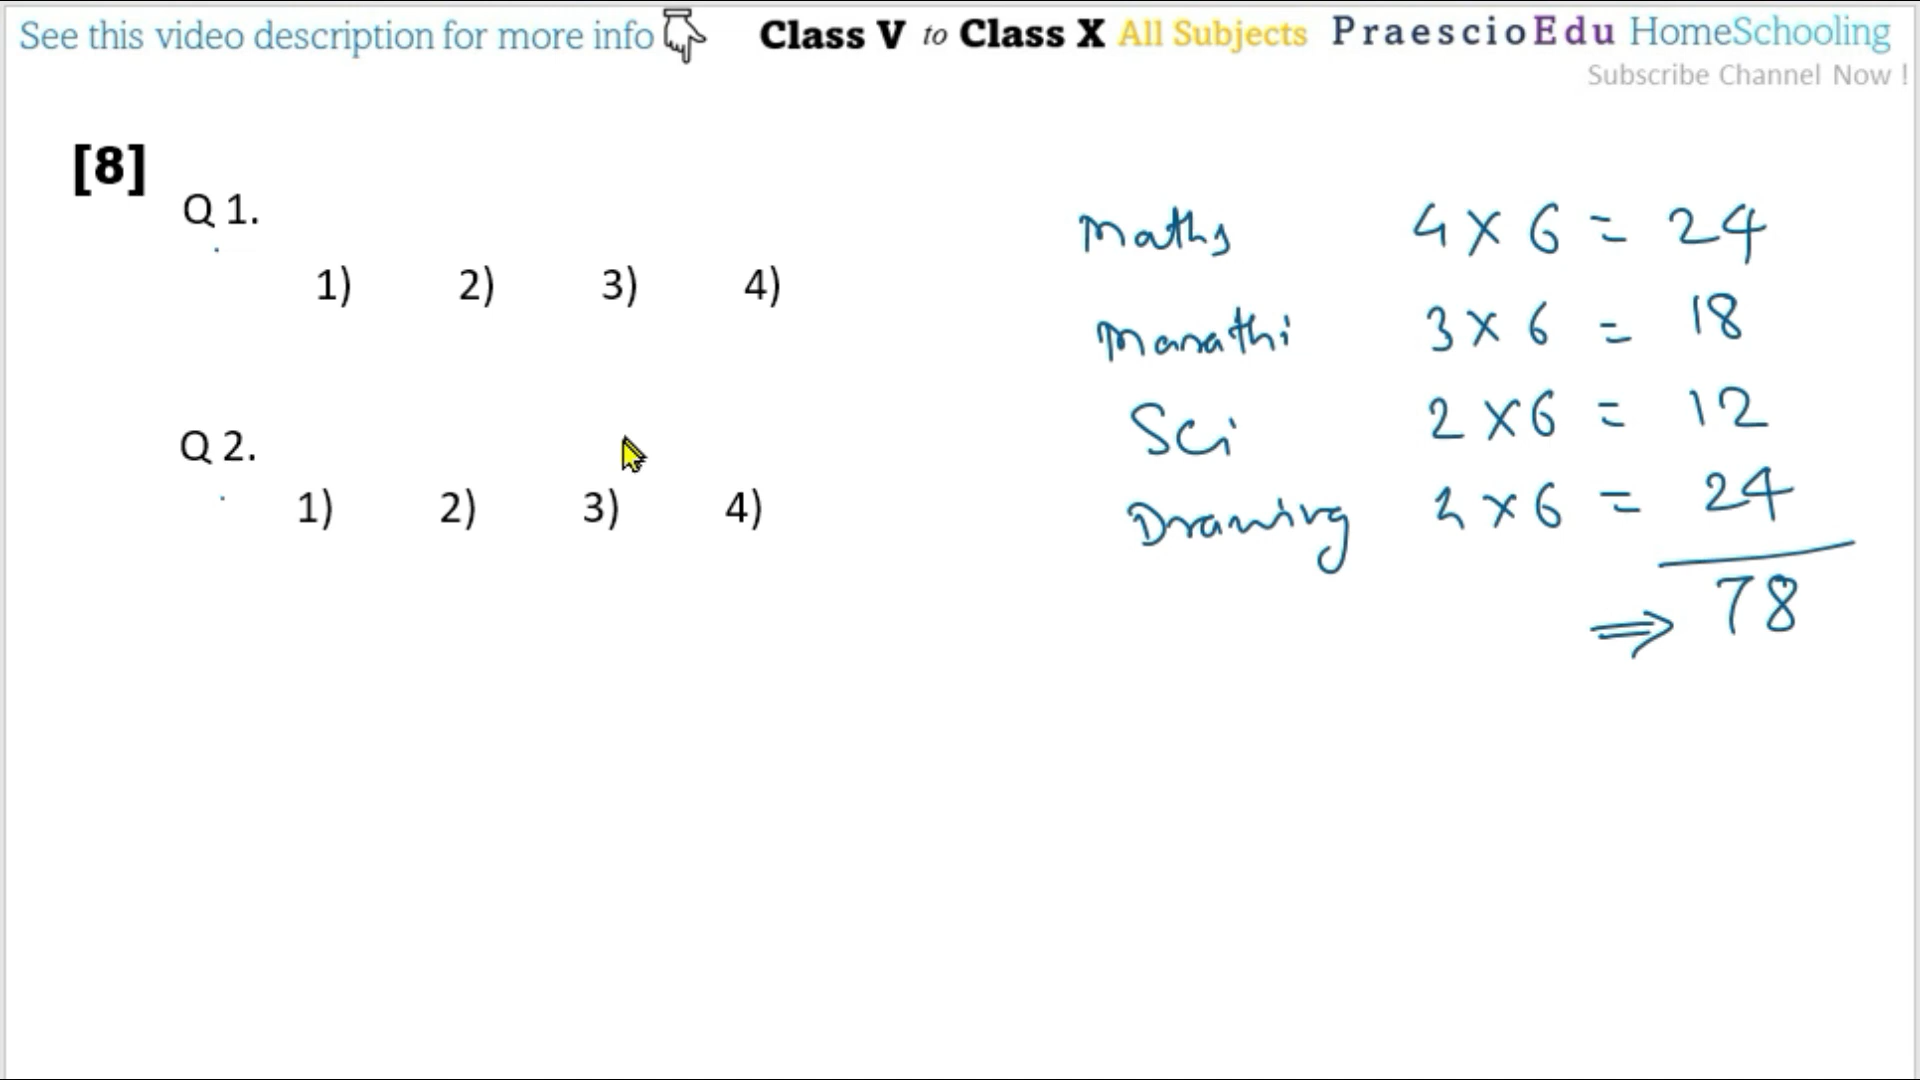 See this video description for more info Class V to Class X All Subjects PraescioEdu HomeSchooling
Subscribe Channel Now !
[8]
Q 1.
1) 2) 3) 4)
Q 2.
1) 2) 3) 4)
Maths 4 x 6 = 24
Marathi 3 x 6 = 18
Sci 2 x 6 = 12
Drawing 4 x 6 = 24
⇒ 78